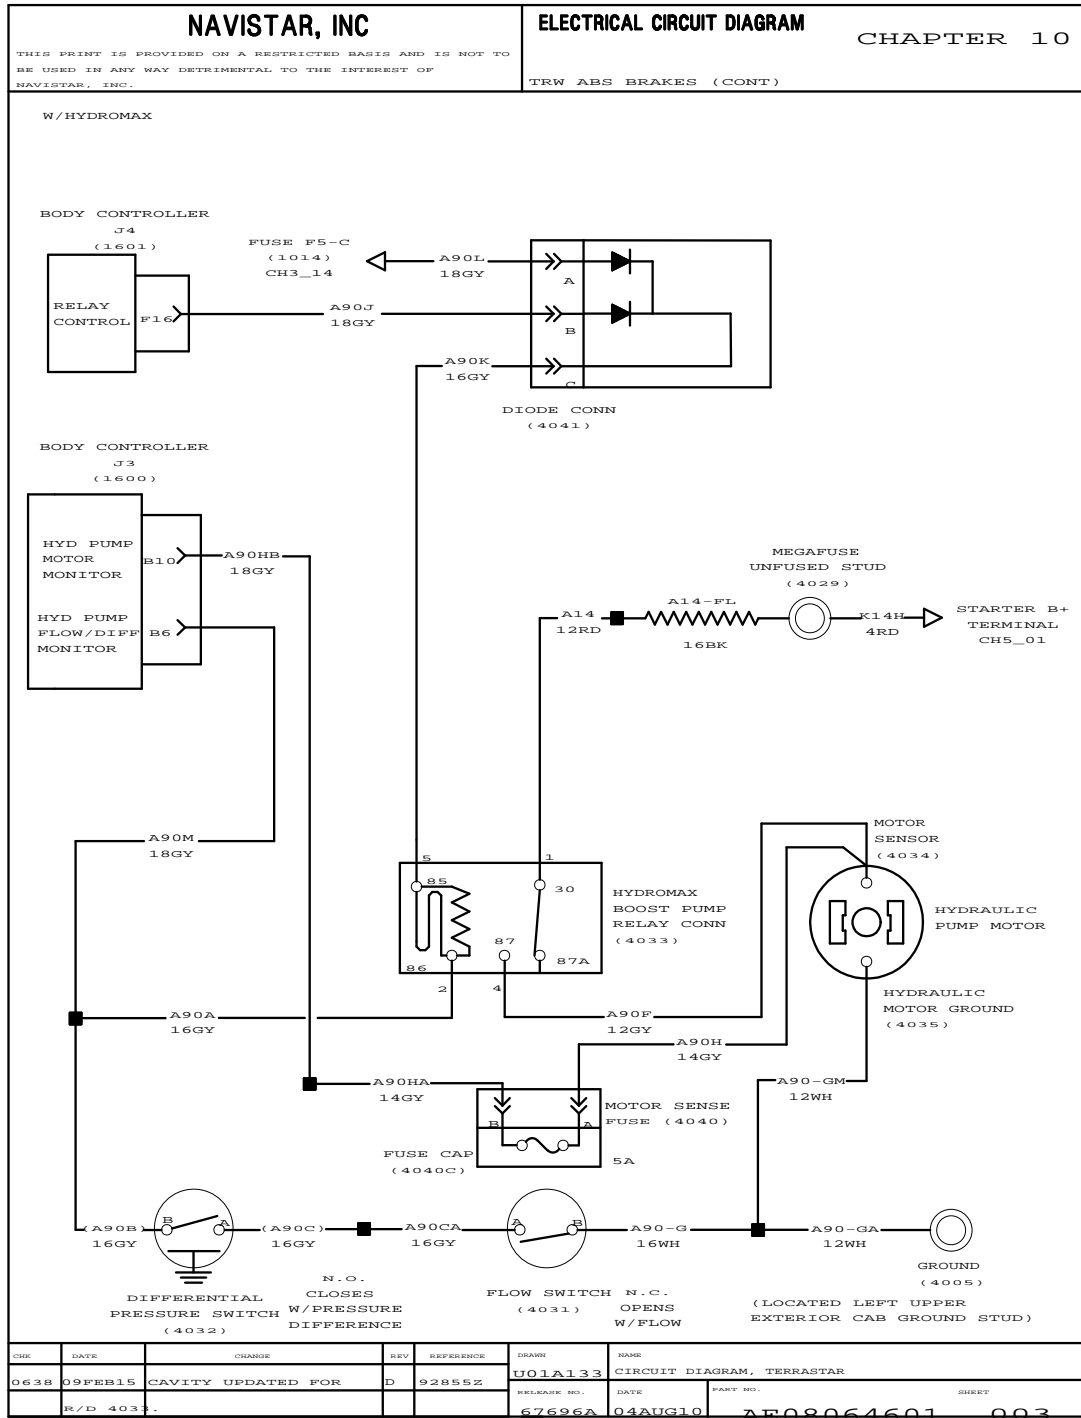 NAVISTAR, INC
THIS PRINT IS PROVIDED ON A RESTRICTED BASIS AND IS NOT TO
BE USED IN ANY WAY DETRIMENTAL TO THE INTEREST OF
NAVISTAR, INC.
ELECTRICAL CIRCUIT DIAGRAM
CHAPTER 10
TRW ABS BRAKES (CONT)
W/HYDROMAX
BODY CONTROLLER
J4
(1601)
RELAY
CONTROL
F16
FUSE F5-C
(1014)
CH3_14
A90L
18GY
A90J
18GY
A90K
16GY
A
B
C
DIODE CONN
(4041)
BODY CONTROLLER
J3
(1600)
HYD PUMP
MOTOR
MONITOR
B10
HYD PUMP
FLOW/DIFF
MONITOR
B6
A90HB
18GY
MEGAFUSE
UNFUSED STUD
(4029)
A14
12RD
A14-FL
16BK
K14H
4RD
STARTER B+
TERMINAL
CH5_01
A90M
18GY
5
1
85
30
87
86
87A
2
4
HYDROMAX
BOOST PUMP
RELAY CONN
(4033)
MOTOR
SENSOR
(4034)
HYDRAULIC
PUMP MOTOR
HYDRAULIC
MOTOR GROUND
(4035)
A90A
16GY
A90F
12GY
A90H
14GY
A90HA
14GY
A90-GM
12WH
B
A
MOTOR SENSE
FUSE (4040)
FUSE CAP
(4040C)
5A
(A90B)
16GY
B
A
(A90C)
16GY
A90CA
16GY
A
B
A90-G
16WH
A90-GA
12WH
GROUND
(4005)
DIFFERENTIAL
PRESSURE SWITCH
(4032)
N.O.
CLOSES
W/PRESSURE
DIFFERENCE
FLOW SWITCH
(4031)
N.C.
OPENS
W/FLOW
(LOCATED LEFT UPPER
EXTERIOR CAB GROUND STUD)
CHK DATE CHANGE REV REFERENCE DRAWN NAME
0638 09FEB15 CAVITY UPDATED FOR D 92855Z U01A133 CIRCUIT DIAGRAM, TERRASTAR
RELEASE NO. DATE PART NO. SHEET
R/D 4033. 67696A 04AUG10 AE08064601 003